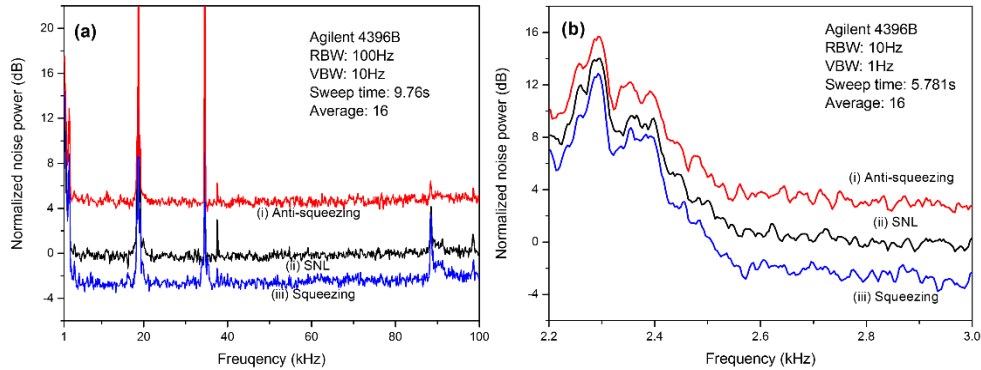 (a)
Agilent 4396B
RBW: 100Hz
VBW: 10Hz
Sweep time: 9.76s
Average: 16
Normalized noise power (dB)
20
16
12
8
4
0
-4
(i) Anti-squeezing
(ii) SNL
(iii) Squeezing
1
20
40
60
80
100
Freuqency (kHz)
(b)
Agilent 4396B
RBW: 10Hz
VBW: 1Hz
Sweep time: 5.781s
Average: 16
Normalized noise power (dB)
16
12
8
4
0
-4
(i) Anti-squeezing
(ii) SNL
(iii) Squeezing
2.2
2.4
2.6
2.8
3.0
Frequency (kHz)